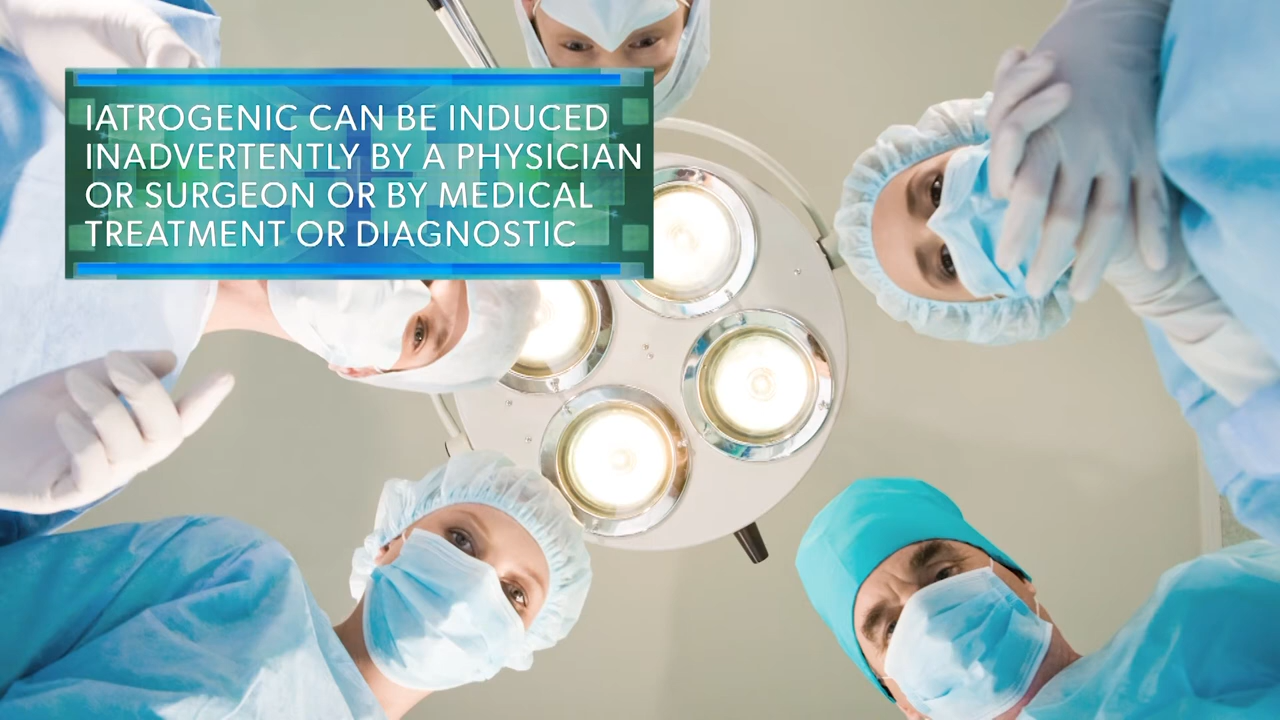 IATROGENIC CAN BE INDUCED
INADVERTENTLY BY A PHYSICIAN
OR SURGEON OR BY MEDICAL
TREATMENT OR DIAGNOSTIC